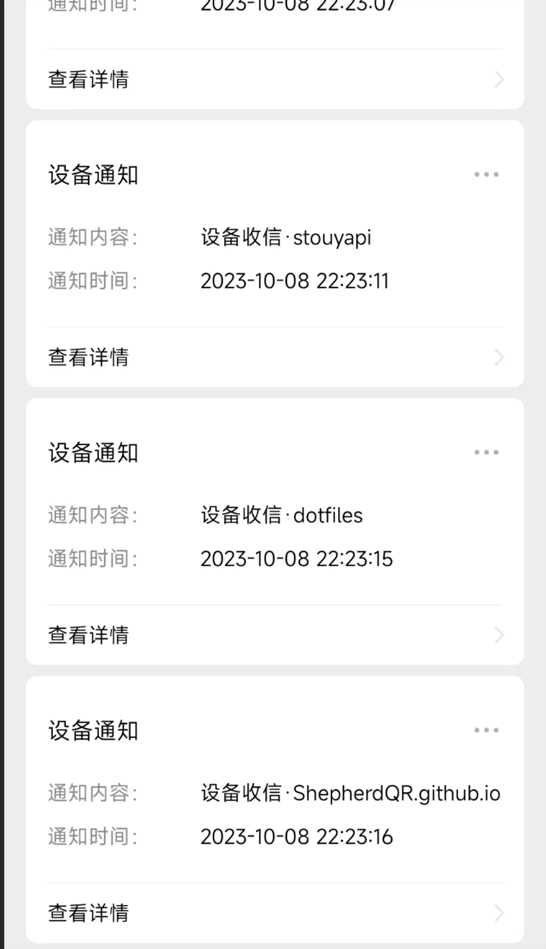 通知时间： 2023-10-08 22:23:07
查看详情
设备通知
通知内容： 设备收信·stouyapi
通知时间： 2023-10-08 22:23:11
查看详情
设备通知
通知内容： 设备收信·dotfiles
通知时间： 2023-10-08 22:23:15
查看详情
设备通知
通知内容： 设备收信·ShepherdQR.github.io
通知时间： 2023-10-08 22:23:16
查看详情